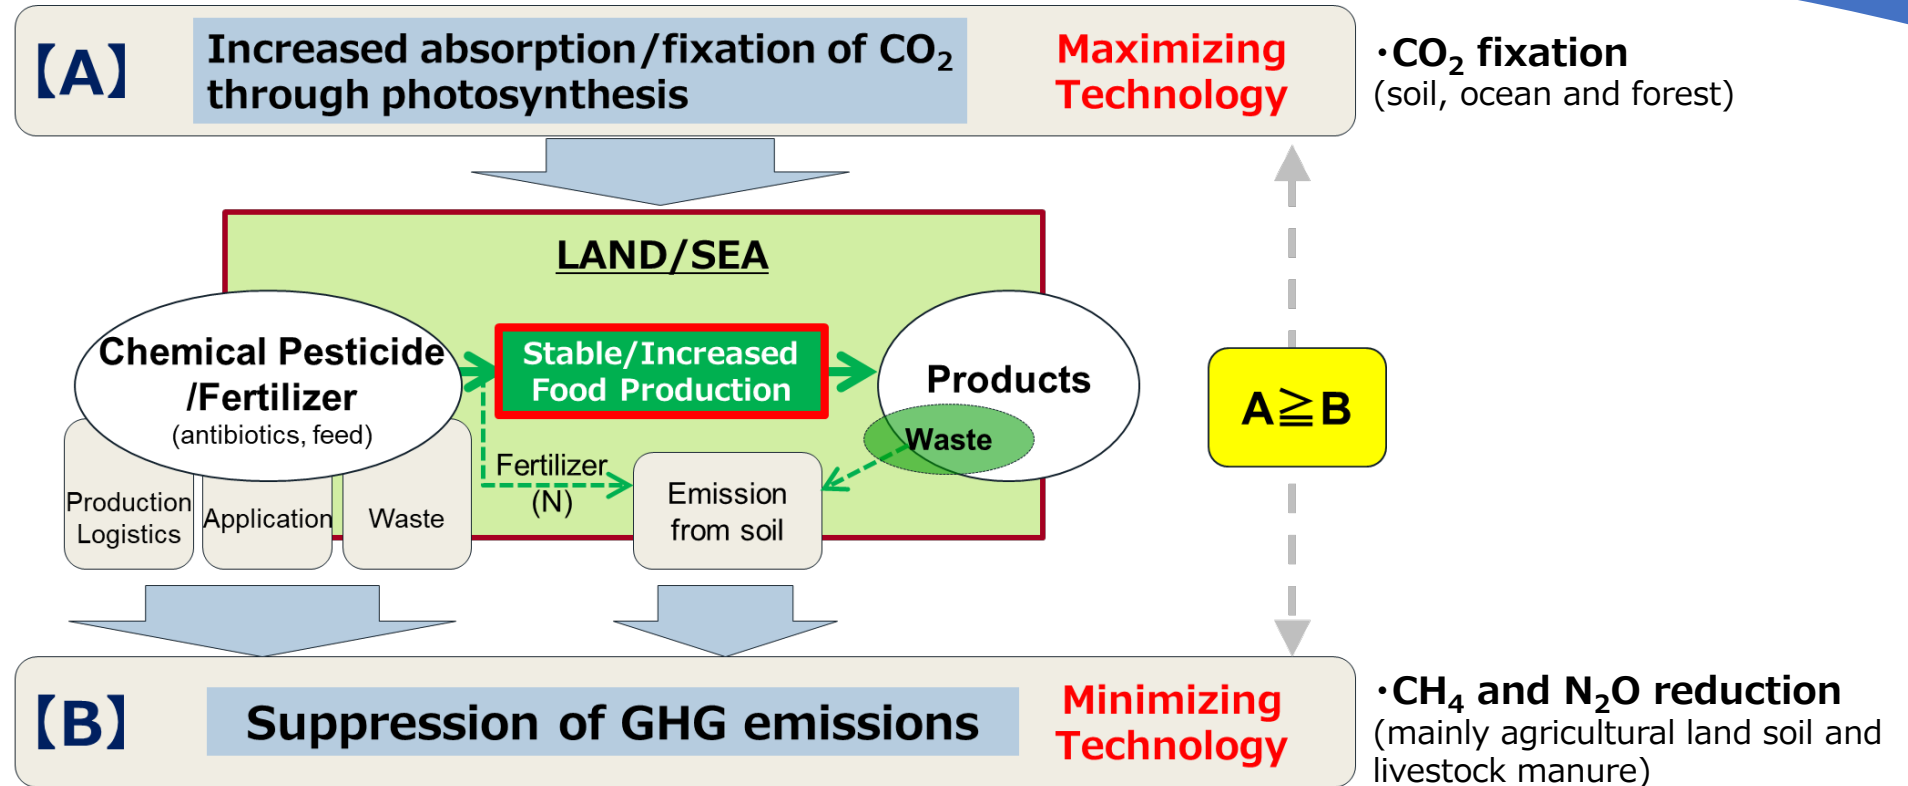 【A】
Increased absorption/fixation of CO₂
through photosynthesis
Maximizing
Technology
・CO₂ fixation
(soil, ocean and forest)
LAND/SEA
Chemical Pesticide
/Fertilizer
(antibiotics, feed)
Stable/Increased
Food Production
Products
Waste
A≧B
Production
Logistics
Application
Waste
Fertilizer
(N)
Emission
from soil
【B】
Suppression of GHG emissions
Minimizing
Technology
・CH₄ and N₂O reduction
(mainly agricultural land soil and
livestock manure)